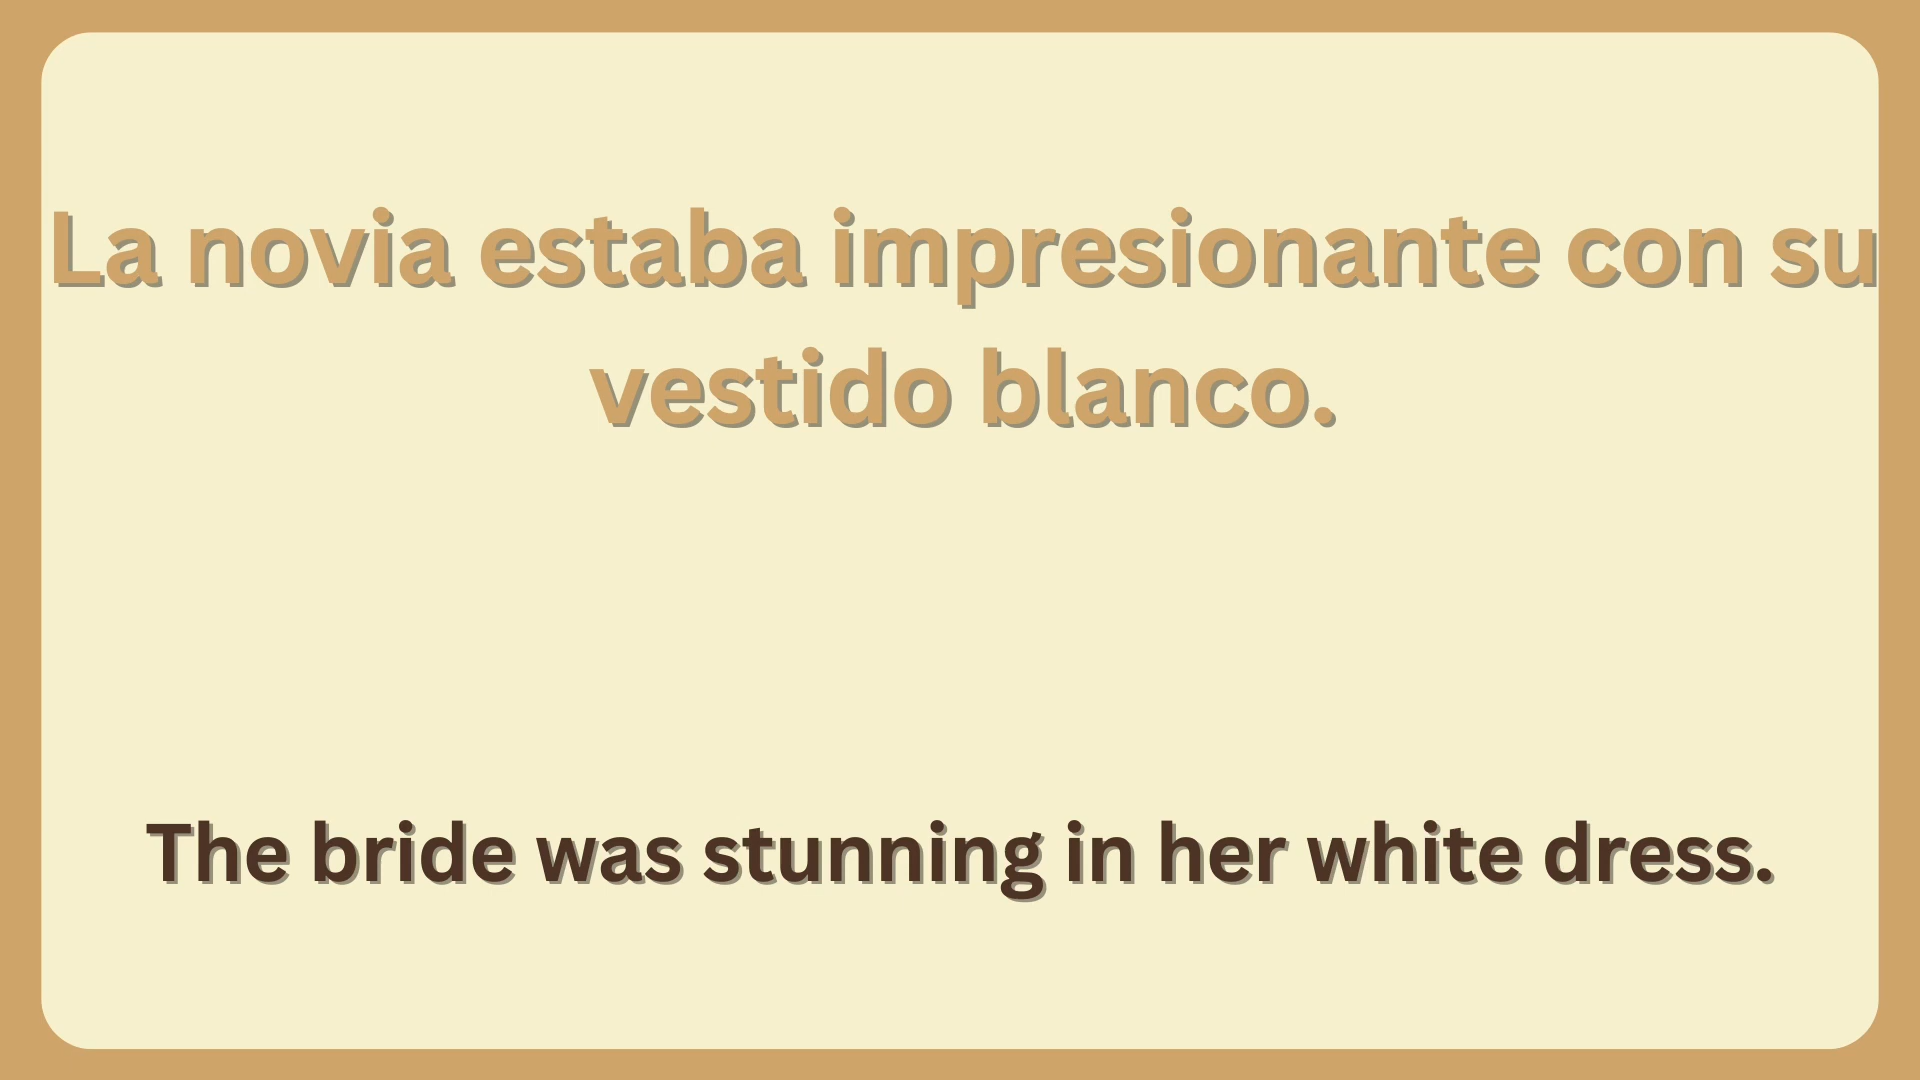 La novia estaba impresionante con su
vestido blanco.
The bride was stunning in her white dress.